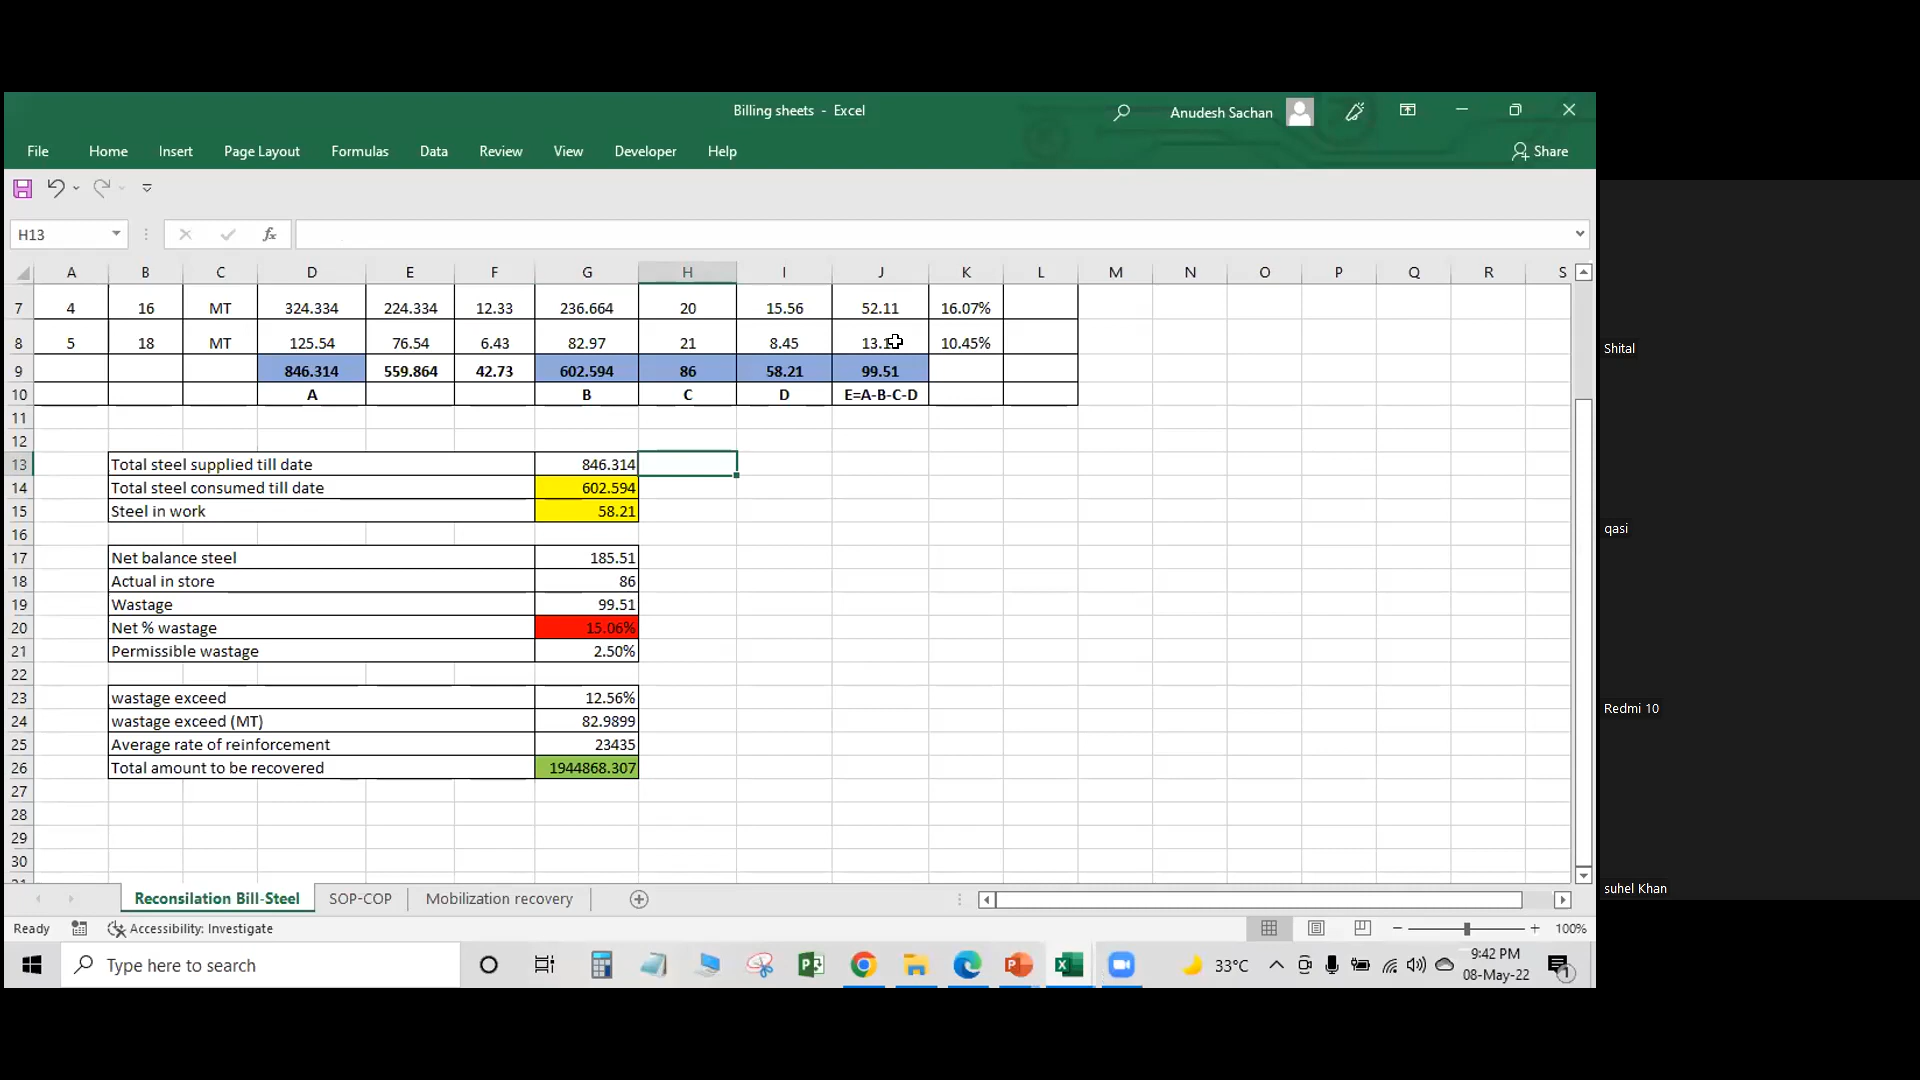 Billing sheets - Excel
Anudesh Sachan
File Home Insert Page Layout Formulas Data Review View Developer Help Share
H13 fx
A B C D E F G H I J K L M N O P Q R S
7 4 16 MT 324.334 224.334 12.33 236.664 20 15.56 52.11 16.07%
8 5 18 MT 125.54 76.54 6.43 82.97 21 8.45 10.45%
9 846.314 559.864 42.73 602.594 86 58.21 99.51
10 A B C D E=A-B-C-D
11
12
13 Total steel supplied till date 846.314
14 Total steel consumed till date 602.594
15 Steel in work 58.21
16
17 Net balance steel 185.51
18 Actual in store 86
19 Wastage 99.51
20 Net % wastage 15.06%
21 Permissible wastage 2.50%
22
23 wastage exceed 12.56%
24 wastage exceed (MT) 82.9899
25 Average rate of reinforcement 23435
26 Total amount to be recovered 1944868.307
27
28
29
30
Reconsilation Bill-Steel SOP-COP Mobilization recovery
Ready Accessibility: Investigate 100%
Type here to search 33°C 9:42 PM
08-May-22 1
Shital
qasi
Redmi 10
suhel Khan